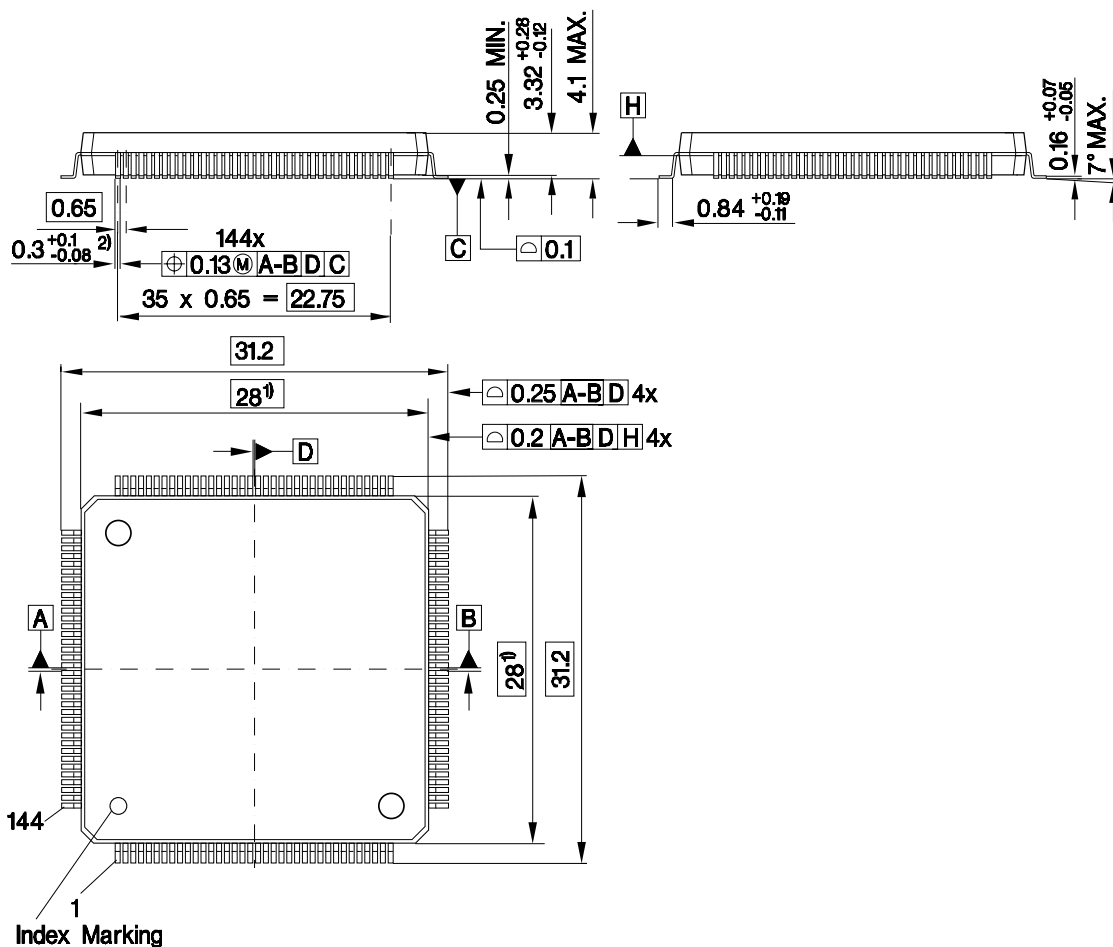 0.25 MIN.
3.32 +0.28 -0.12
4.1 MAX.
H
0.16 +0.07 -0.05
7° MAX.
0.65
0.3 +0.1 -0.08 2)
144x
⌖ 0.13 Ⓜ A-B D C
35 x 0.65 = 22.75
C
⌓ 0.1
0.84 +0.19 -0.11
31.2
28 1)
⌓ 0.25 A-B D 4x
⌓ 0.2 A-B D H 4x
D
A
B
28 1)
31.2
144
1
Index Marking